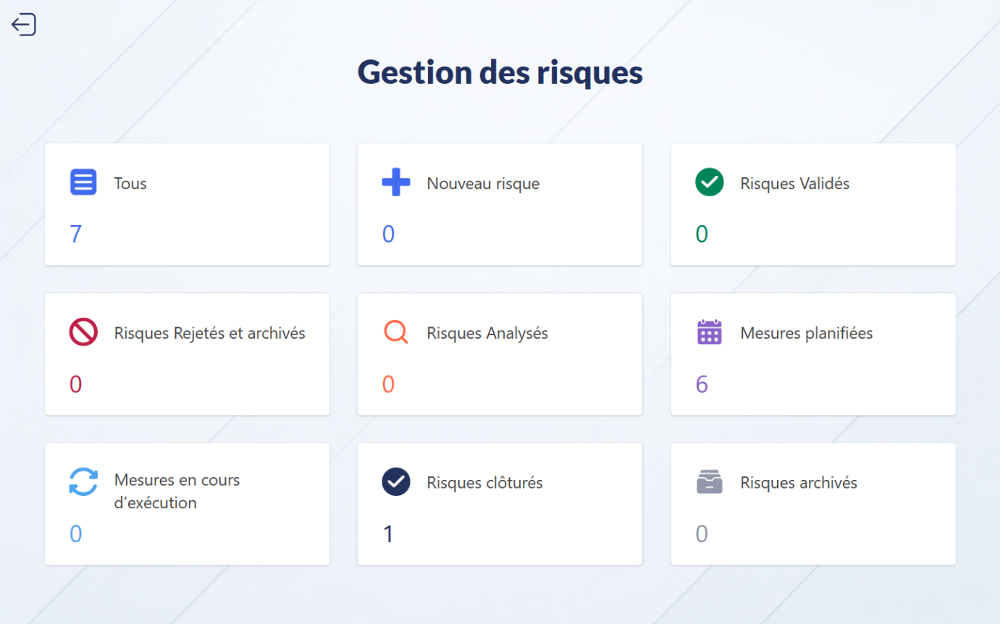 Gestion des risques
Tous
7
Nouveau risque
0
Risques Validés
0
Risques Rejetés et archivés
0
Risques Analysés
0
Mesures planifiées
6
Mesures en cours
d’exécution
0
Risques clôturés
1
Risques archivés
0